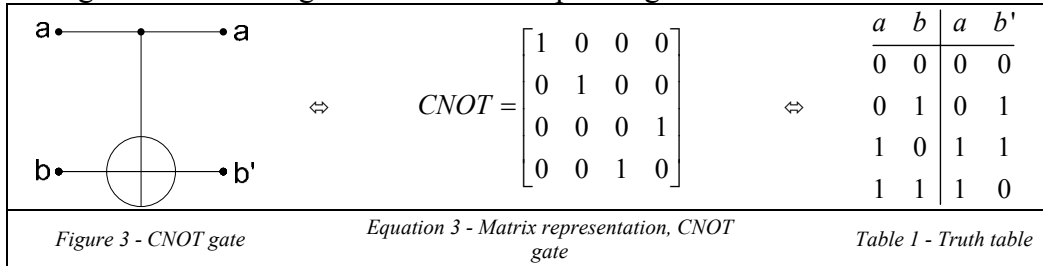 a a
b b'
⇔
CNOT =
1 0 0 0
0 1 0 0
0 0 0 1
0 0 1 0
⇔
a b a b'
0 0 0 0
0 1 0 1
1 0 1 1
1 1 1 0
Figure 3 - CNOT gate
Equation 3 - Matrix representation, CNOT
gate
Table 1 - Truth table